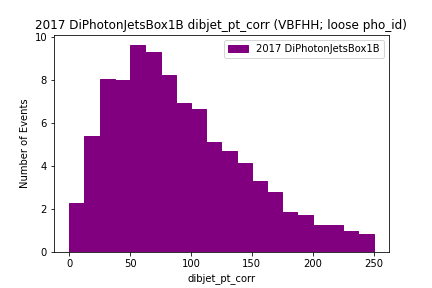 2017 DiPhotonJetsBox1B dibjet_pt_corr (VBFHH; loose pho_id)
2017 DiPhotonJetsBox1B
Number of Events
10
8
6
4
2
0
0 50 100 150 200 250
dibjet_pt_corr